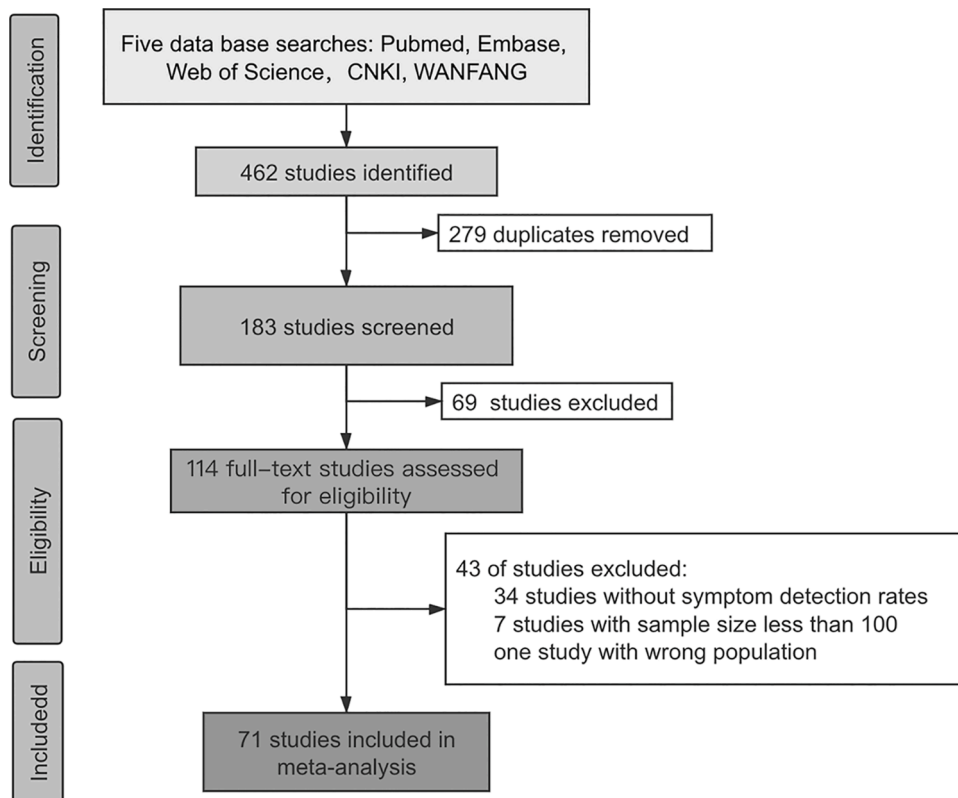 Identification
Five data base searches: Pubmed, Embase,
Web of Science, CNKI, WANFANG
462 studies identified
279 duplicates removed
Screening
183 studies screened
69 studies excluded
Eligibility
114 full-text studies assessed
for eligibility
43 of studies excluded:
34 studies without symptom detection rates
7 studies with sample size less than 100
one study with wrong population
Includedd
71 studies included in
meta-analysis